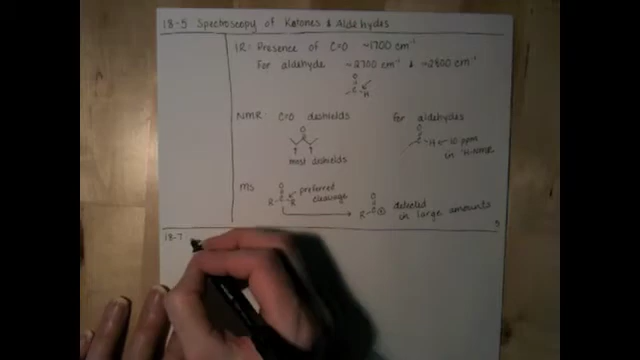 18-5 Spectroscopy of Ketones & Aldehydes
IR: Presence of C=O ~1700 cm⁻¹
For aldehyde ~2700 cm⁻¹ & ~2800 cm⁻¹
O
C H
NMR C=O deshields
For aldehydes
O
most deshields
O
C -H ← 10 ppm
in ¹H-NMR
MS
O
R C R
preferred
cleavage
O
R-C ⊕
detected
in large amounts
18-7